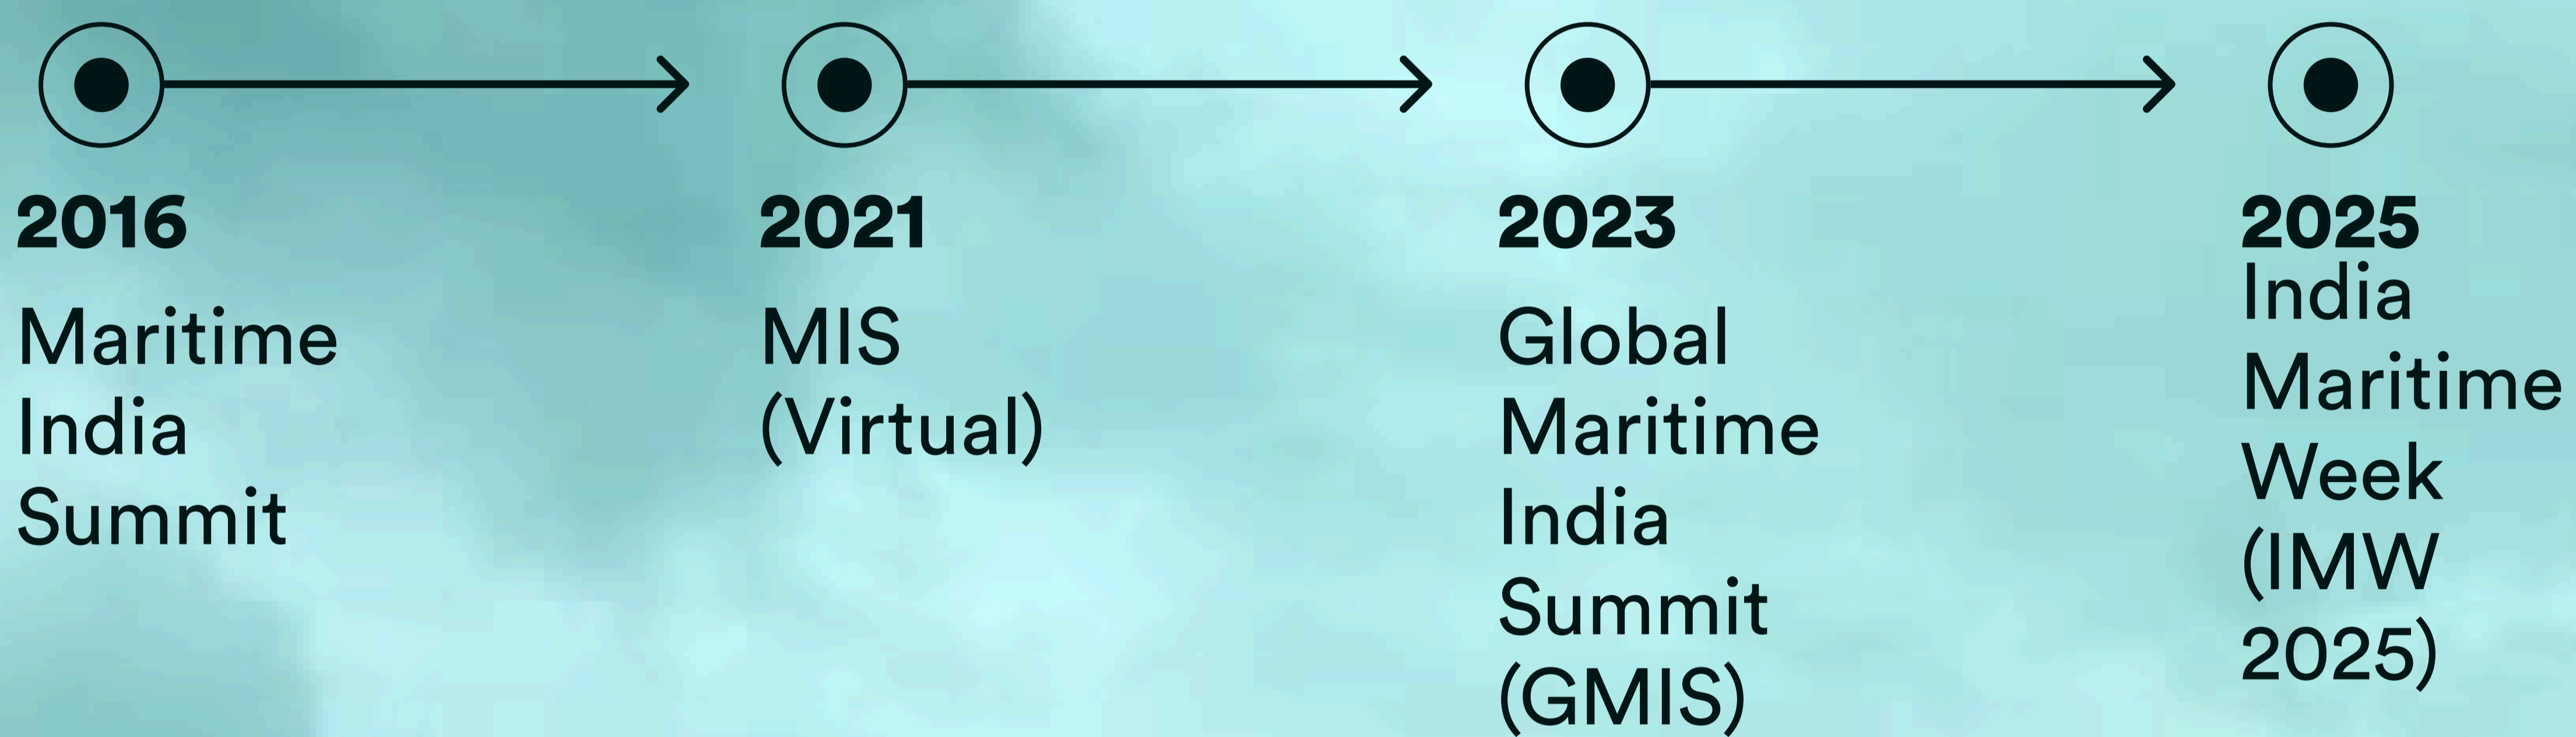 2016
Maritime
India
Summit
2021
MIS
(Virtual)
2023
Global
Maritime
India
Summit
(GMIS)
2025
India
Maritime
Week
(IMW
2025)